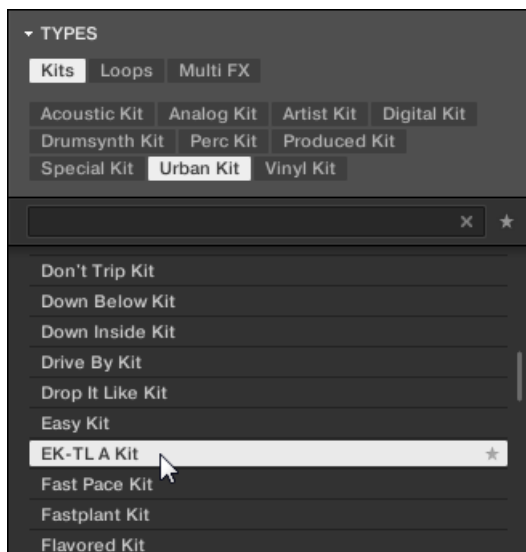 TYPES
Kits Loops Multi FX
Acoustic Kit Analog Kit Artist Kit Digital Kit
Drumsynth Kit Perc Kit Produced Kit
Special Kit Urban Kit Vinyl Kit
Don't Trip Kit
Down Below Kit
Down Inside Kit
Drive By Kit
Drop It Like Kit
Easy Kit
EK-TL A Kit
Fast Pace Kit
Fastplant Kit
Flavored Kit